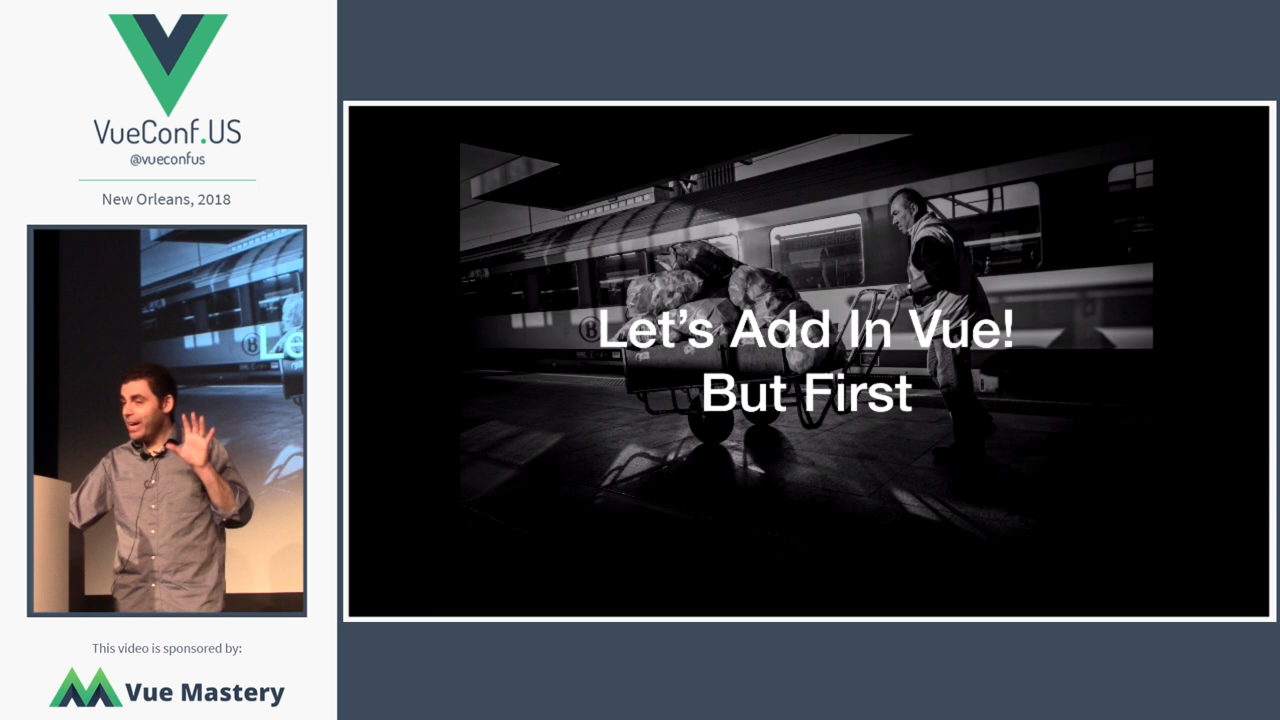 VueConf.US
@vueconfus
New Orleans, 2018
B
Le
This video is sponsored by:
Vue Mastery
B
Let's Add In Vue!
But First